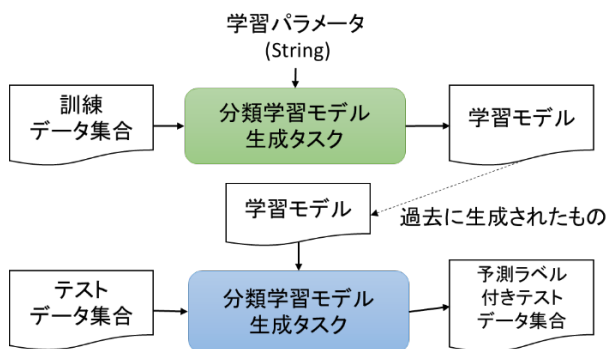 学習パラメータ
(String)
訓練
データ集合
分類学習モデル
生成タスク
学習モデル
学習モデル
過去に生成されたもの
テスト
データ集合
分類学習モデル
生成タスク
予測ラベル
付きテスト
データ集合